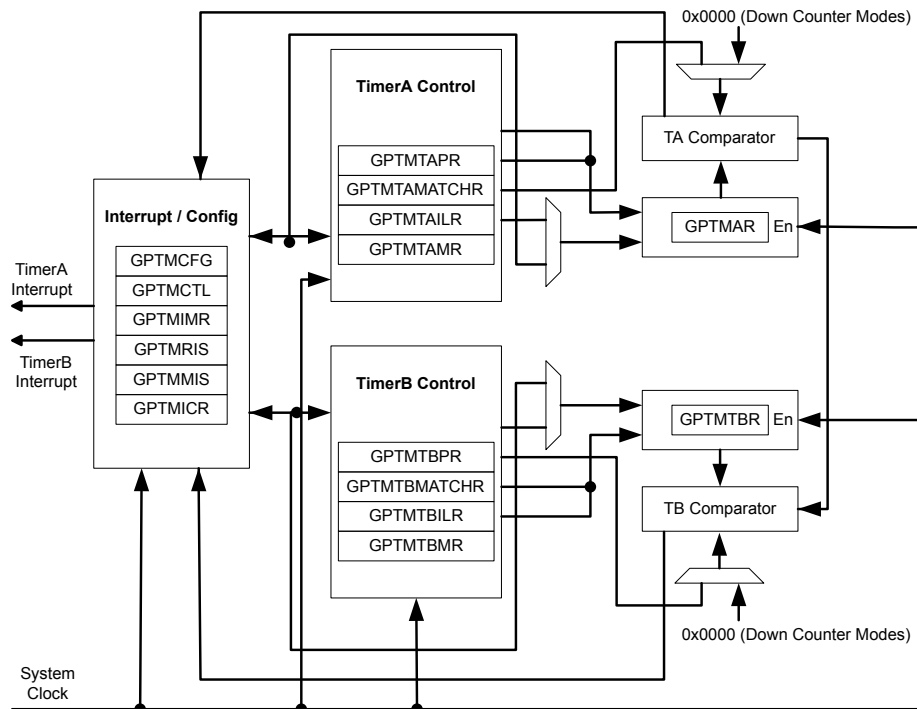 0x0000 (Down Counter Modes)
TimerA Control
GPTMTAPR
GPTMTAMATCHR
GPTMTAILR
GPTMTAMR
TA Comparator
GPTMAR
En
Interrupt / Config
GPTMCFG
GPTMCTL
GPTMIMR
GPTMRIS
GPTMMIS
GPTMICR
TimerA
Interrupt
TimerB
Interrupt
TimerB Control
GPTMTBPR
GPTMTBMATCHR
GPTMTBILR
GPTMTBMR
GPTMTBR
En
TB Comparator
0x0000 (Down Counter Modes)
System
Clock